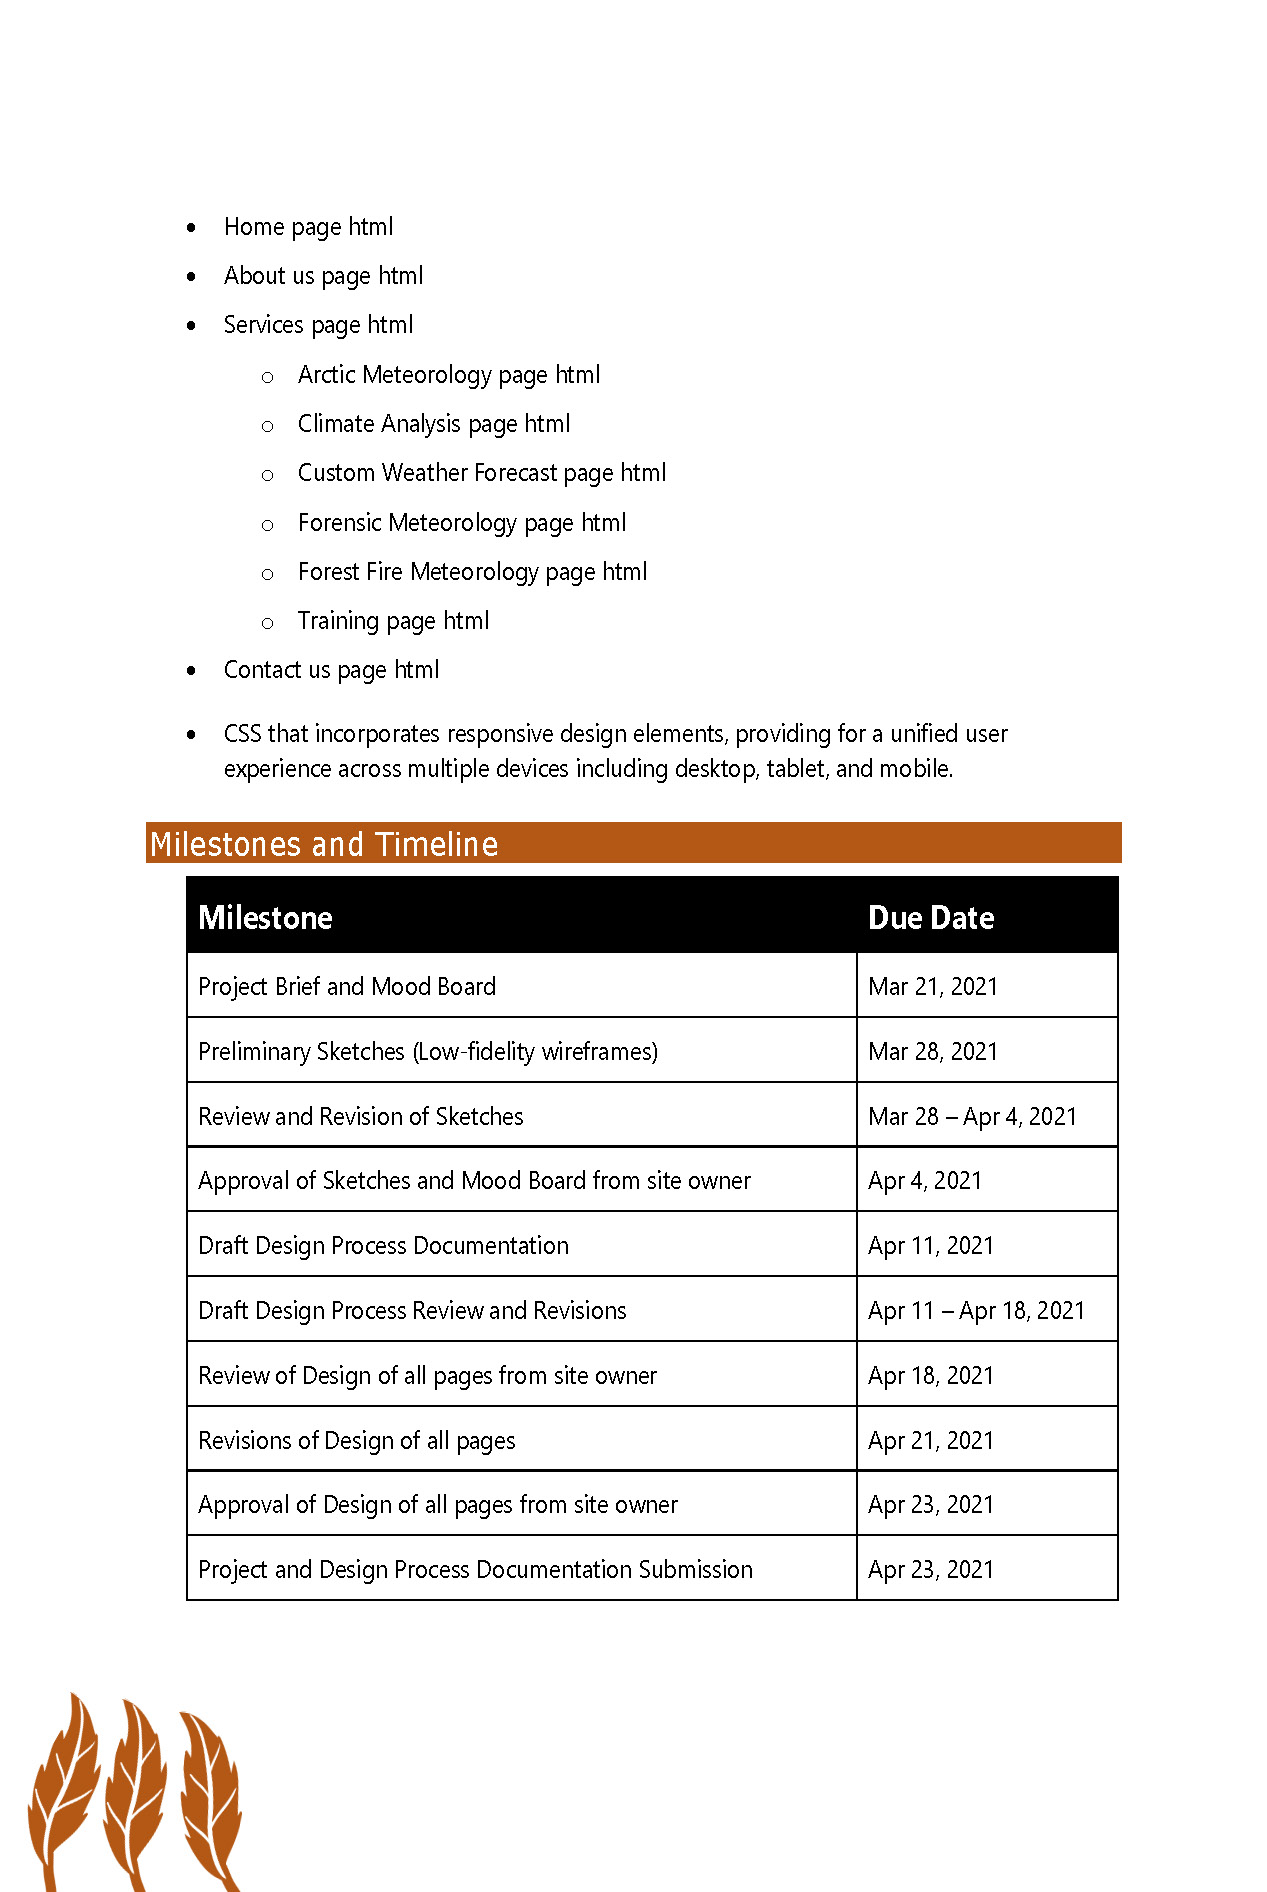 • Home page html
• About us page html
• Services page html
o Arctic Meteorology page html
o Climate Analysis page html
o Custom Weather Forecast page html
o Forensic Meteorology page html
o Forest Fire Meteorology page html
o Training page html
• Contact us page html
• CSS that incorporates responsive design elements, providing for a unified user
experience across multiple devices including desktop, tablet, and mobile.
Milestones and Timeline
Milestone Due Date
Project Brief and Mood Board Mar 21, 2021
Preliminary Sketches (Low-fidelity wireframes) Mar 28, 2021
Review and Revision of Sketches Mar 28 – Apr 4, 2021
Approval of Sketches and Mood Board from site owner Apr 4, 2021
Draft Design Process Documentation Apr 11, 2021
Draft Design Process Review and Revisions Apr 11 – Apr 18, 2021
Review of Design of all pages from site owner Apr 18, 2021
Revisions of Design of all pages Apr 21, 2021
Approval of Design of all pages from site owner Apr 23, 2021
Project and Design Process Documentation Submission Apr 23, 2021